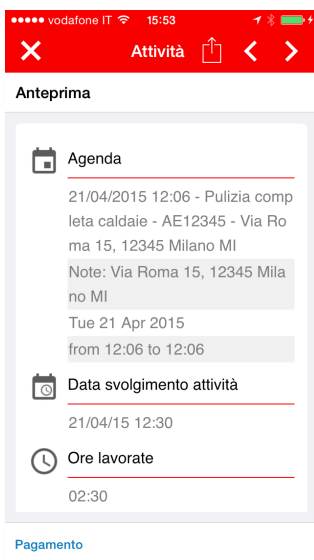 vodafone IT 15:53
Attività
Anteprima
Agenda
21/04/2015 12:06 - Pulizia comp
leta caldaie - AE12345 - Via Ro
ma 15, 12345 Milano MI
Note: Via Roma 15, 12345 Mila
no MI
Tue 21 Apr 2015
from 12:06 to 12:06
Data svolgimento attività
21/04/15 12:30
Ore lavorate
02:30
Pagamento